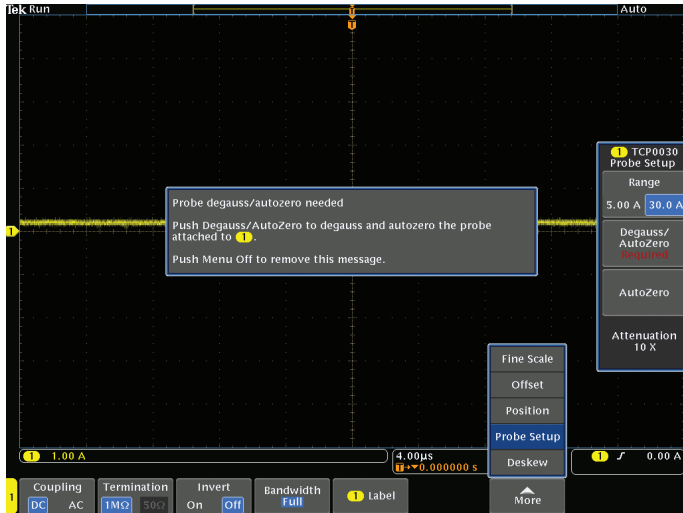 Tek Run
Auto
T
T
1 TCP0030
Probe Setup
Range
5.00 A 30.0 A
Degauss/
AutoZero
Required
AutoZero
Attenuation
10 X
Probe degauss/autozero needed
Push Degauss/AutoZero to degauss and autozero the probe
attached to 1.
Push Menu Off to remove this message.
1
Fine Scale
Offset
Position
Probe Setup
Deskew
1 1.00 A
4.00μs
T→▼0.000000 s
1 0.00 A
1
Coupling
DC AC
Termination
1MΩ 50Ω
Invert
On Off
Bandwidth
Full
1 Label
More